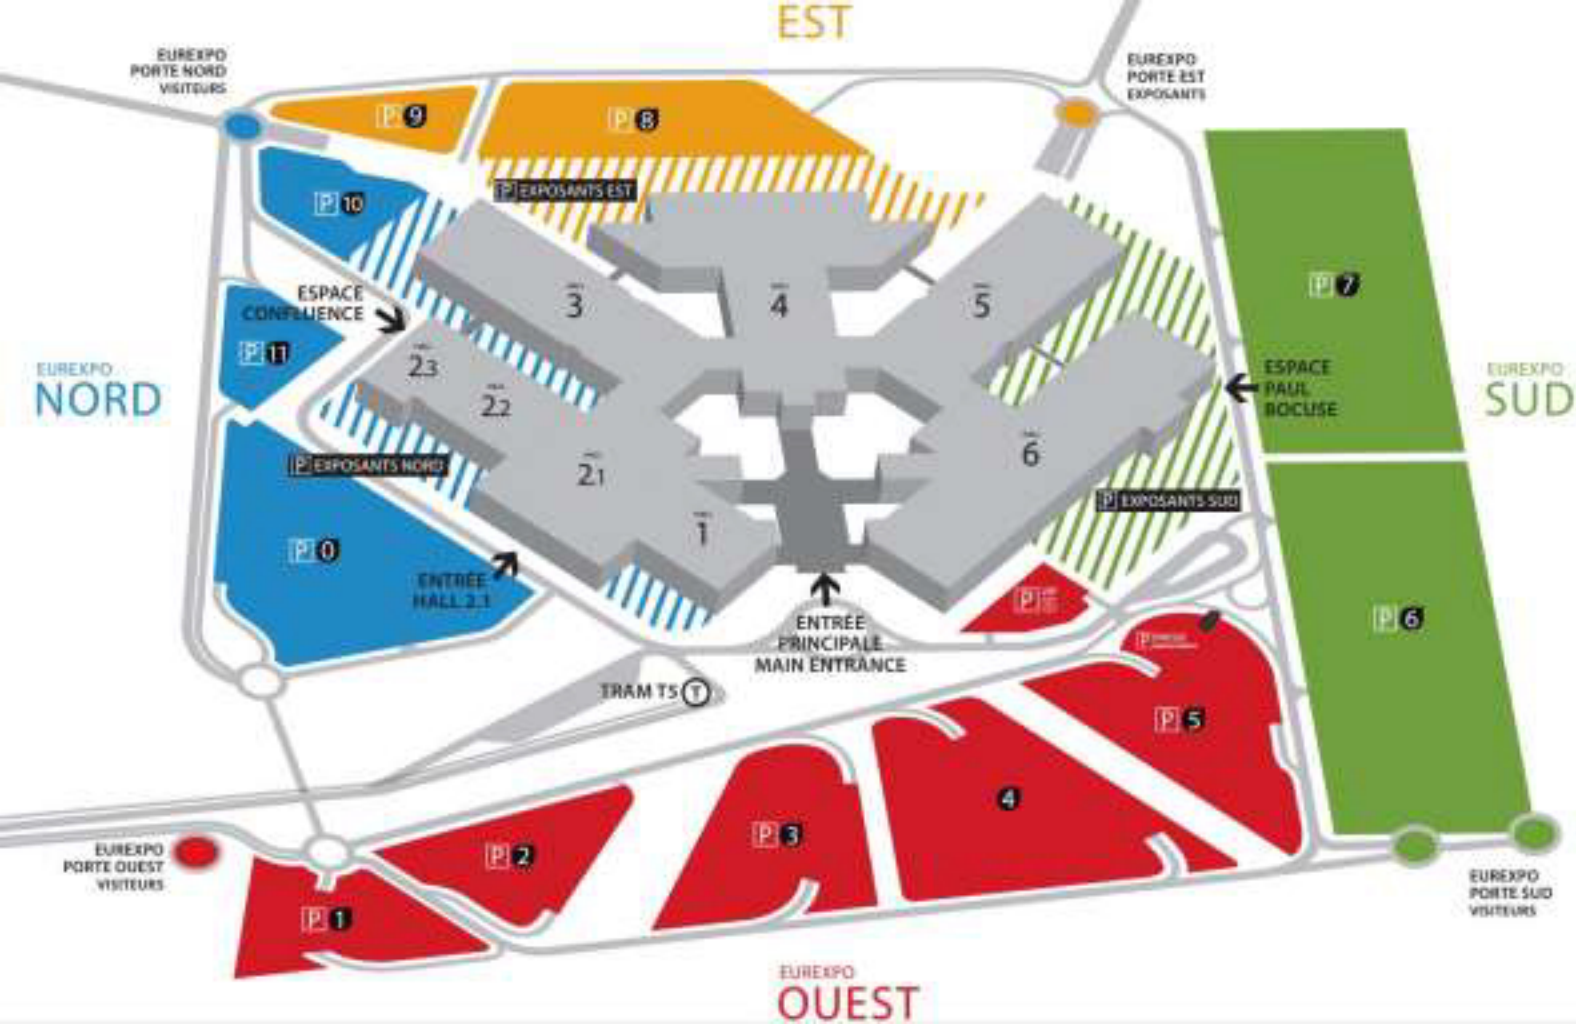 EST
EUREXPO
PORTE NORD
VISITEURS
EUREXPO
PORTE EST
EXPOSANTS
P 9
P 8
P EXPOSANTS EST
P 10
P 7
3
4
5
ESPACE
CONFLUENCE
P 11
2.3
2.2
ESPACE
PAUL
BOCUSE
EUREXPO
NORD
EUREXPO
SUD
P EXPOSANTS NORD
2.1
6
P EXPOSANTS SUD
1
P 0
ENTRÉE
HALL 2.1
P
P 6
ENTRÉE
PRINCIPALE
MAIN ENTRANCE
P
TRAM T5 T
P 5
4
P 3
P 2
EUREXPO
PORTE OUEST
VISITEURS
P 1
EUREXPO
PORTE SUD
VISITEURS
EUREXPO
OUEST